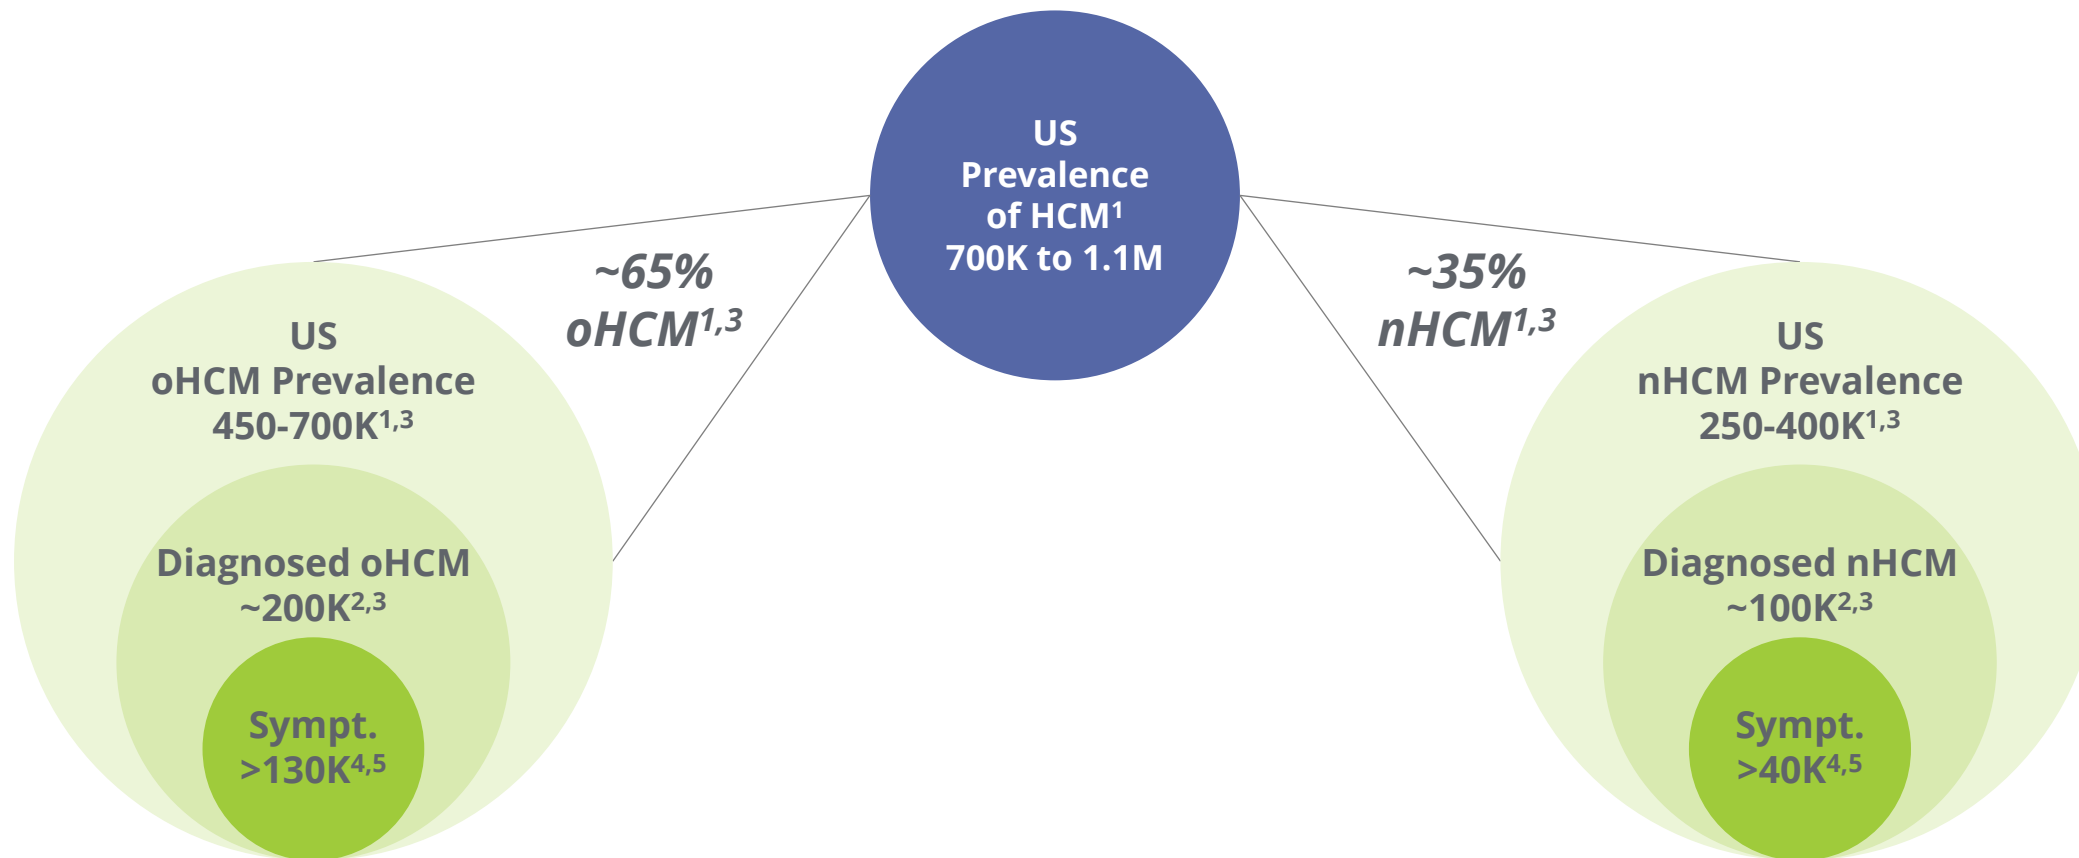 US
Prevalence
of HCM¹
700K to 1.1M
~65%
oHCM¹,³
~35%
nHCM¹,³
US
oHCM Prevalence
450-700K¹,³
Diagnosed oHCM
~200K²,³
Sympt.
>130K⁴,⁵
US
nHCM Prevalence
250-400K¹,³
Diagnosed nHCM
~100K²,³
Sympt.
>40K⁴,⁵